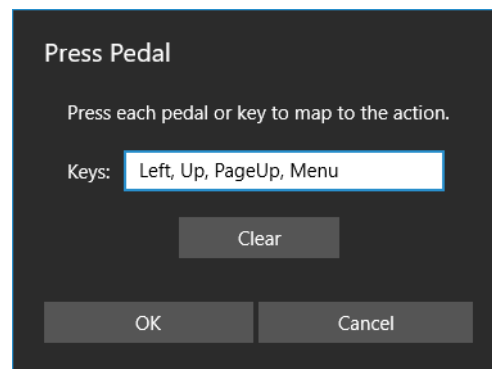 Press Pedal
Press each pedal or key to map to the action.
Keys: Left, Up, PageUp, Menu
Clear
OK Cancel